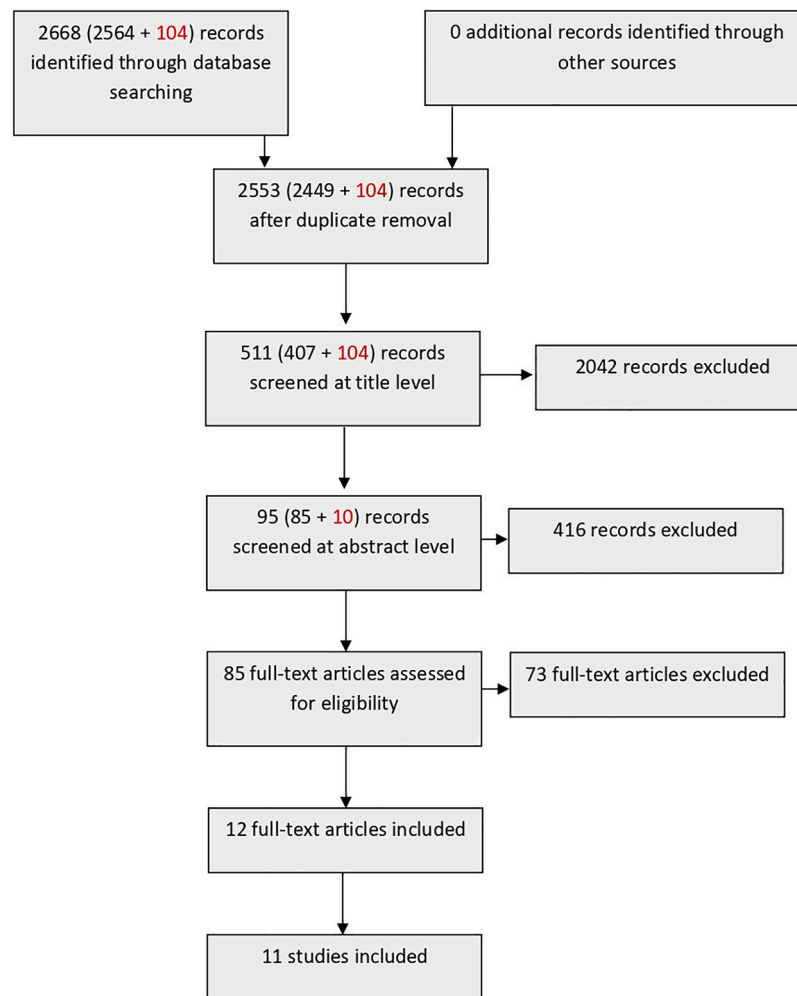 2668 (2564 + 104) records
identified through database
searching
0 additional records identified through
other sources
2553 (2449 + 104) records
after duplicate removal
511 (407 + 104) records
screened at title level
2042 records excluded
95 (85 + 10) records
screened at abstract level
416 records excluded
85 full-text articles assessed
for eligibility
73 full-text articles excluded
12 full-text articles included
11 studies included